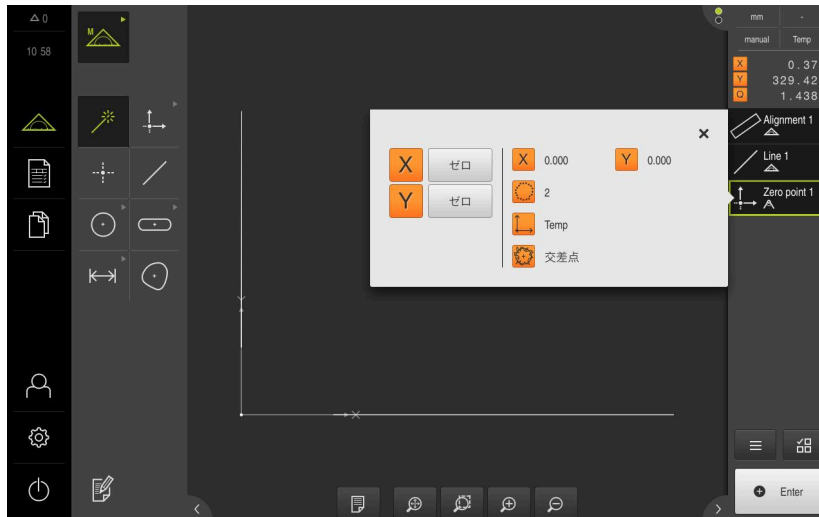 0
10 58
M
mm -
manual Temp
X 0.37
Y 329.42
Q 1.438
Alignment 1
Line 1
Zero point 1
X ゼロ
Y ゼロ
X 0.000 Y 0.000
2
Temp
交差点
Y
X
Enter